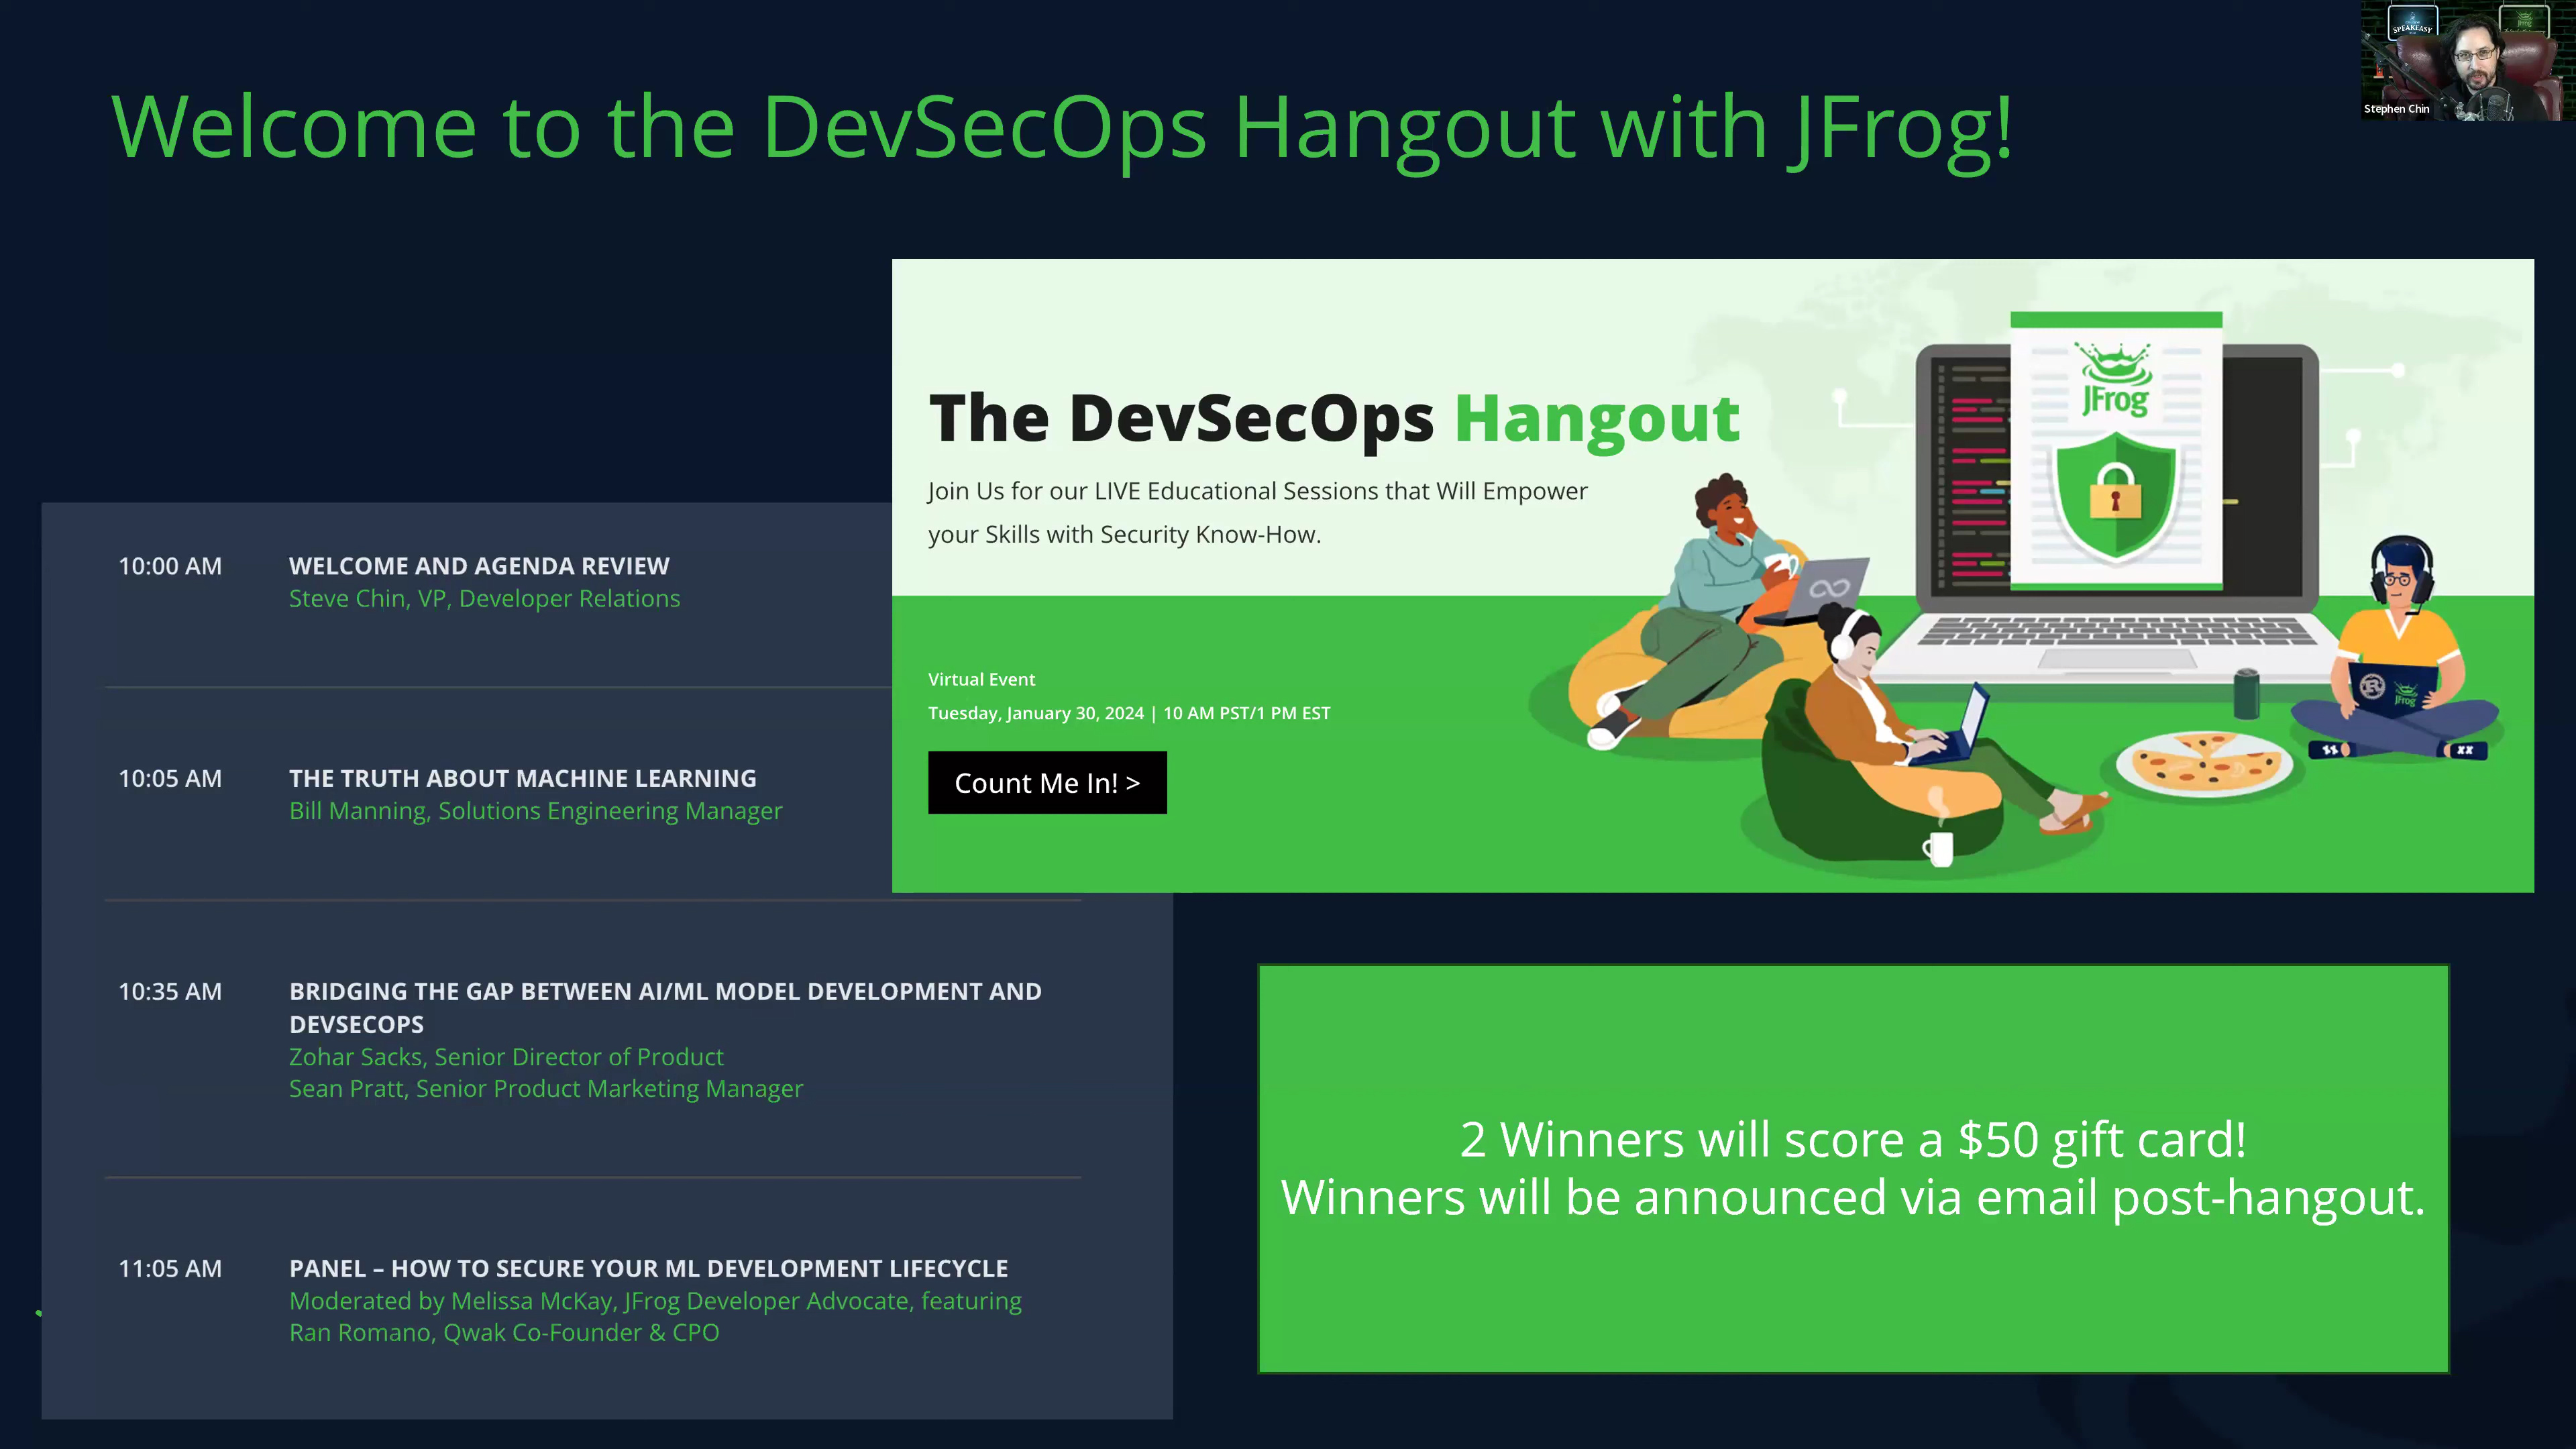 Welcome to the DevSecOps Hangout with JFrog!
SPEAKEASY
Stephen Chin
The DevSecOps Hangout
Join Us for our LIVE Educational Sessions that Will Empower
your Skills with Security Know-How.
Virtual Event
Tuesday, January 30, 2024 | 10 AM PST/1 PM EST
Count Me In! >
JFrog
R
JFrog
10:00 AM
WELCOME AND AGENDA REVIEW
Steve Chin, VP, Developer Relations
10:05 AM
THE TRUTH ABOUT MACHINE LEARNING
Bill Manning, Solutions Engineering Manager
10:35 AM
BRIDGING THE GAP BETWEEN AI/ML MODEL DEVELOPMENT AND
DEVSECOPS
Zohar Sacks, Senior Director of Product
Sean Pratt, Senior Product Marketing Manager
11:05 AM
PANEL – HOW TO SECURE YOUR ML DEVELOPMENT LIFECYCLE
Moderated by Melissa McKay, JFrog Developer Advocate, featuring
Ran Romano, Qwak Co-Founder & CPO
2 Winners will score a $50 gift card!
Winners will be announced via email post-hangout.